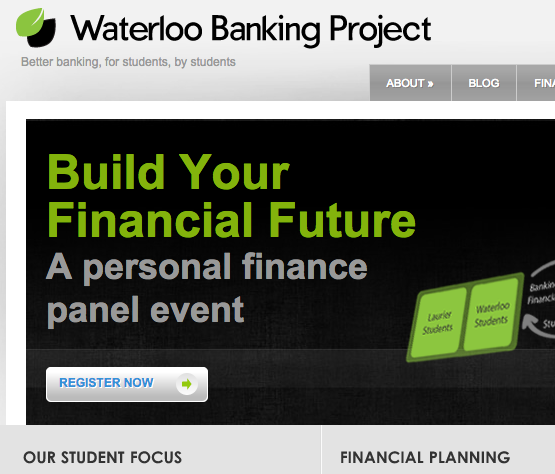 Waterloo Banking Project
Better banking, for students, by students
ABOUT »
BLOG
Build Your
Financial Future
A personal finance
panel event
Laurier
Students
Waterloo
Students
REGISTER NOW
OUR STUDENT FOCUS
FINANCIAL PLANNING